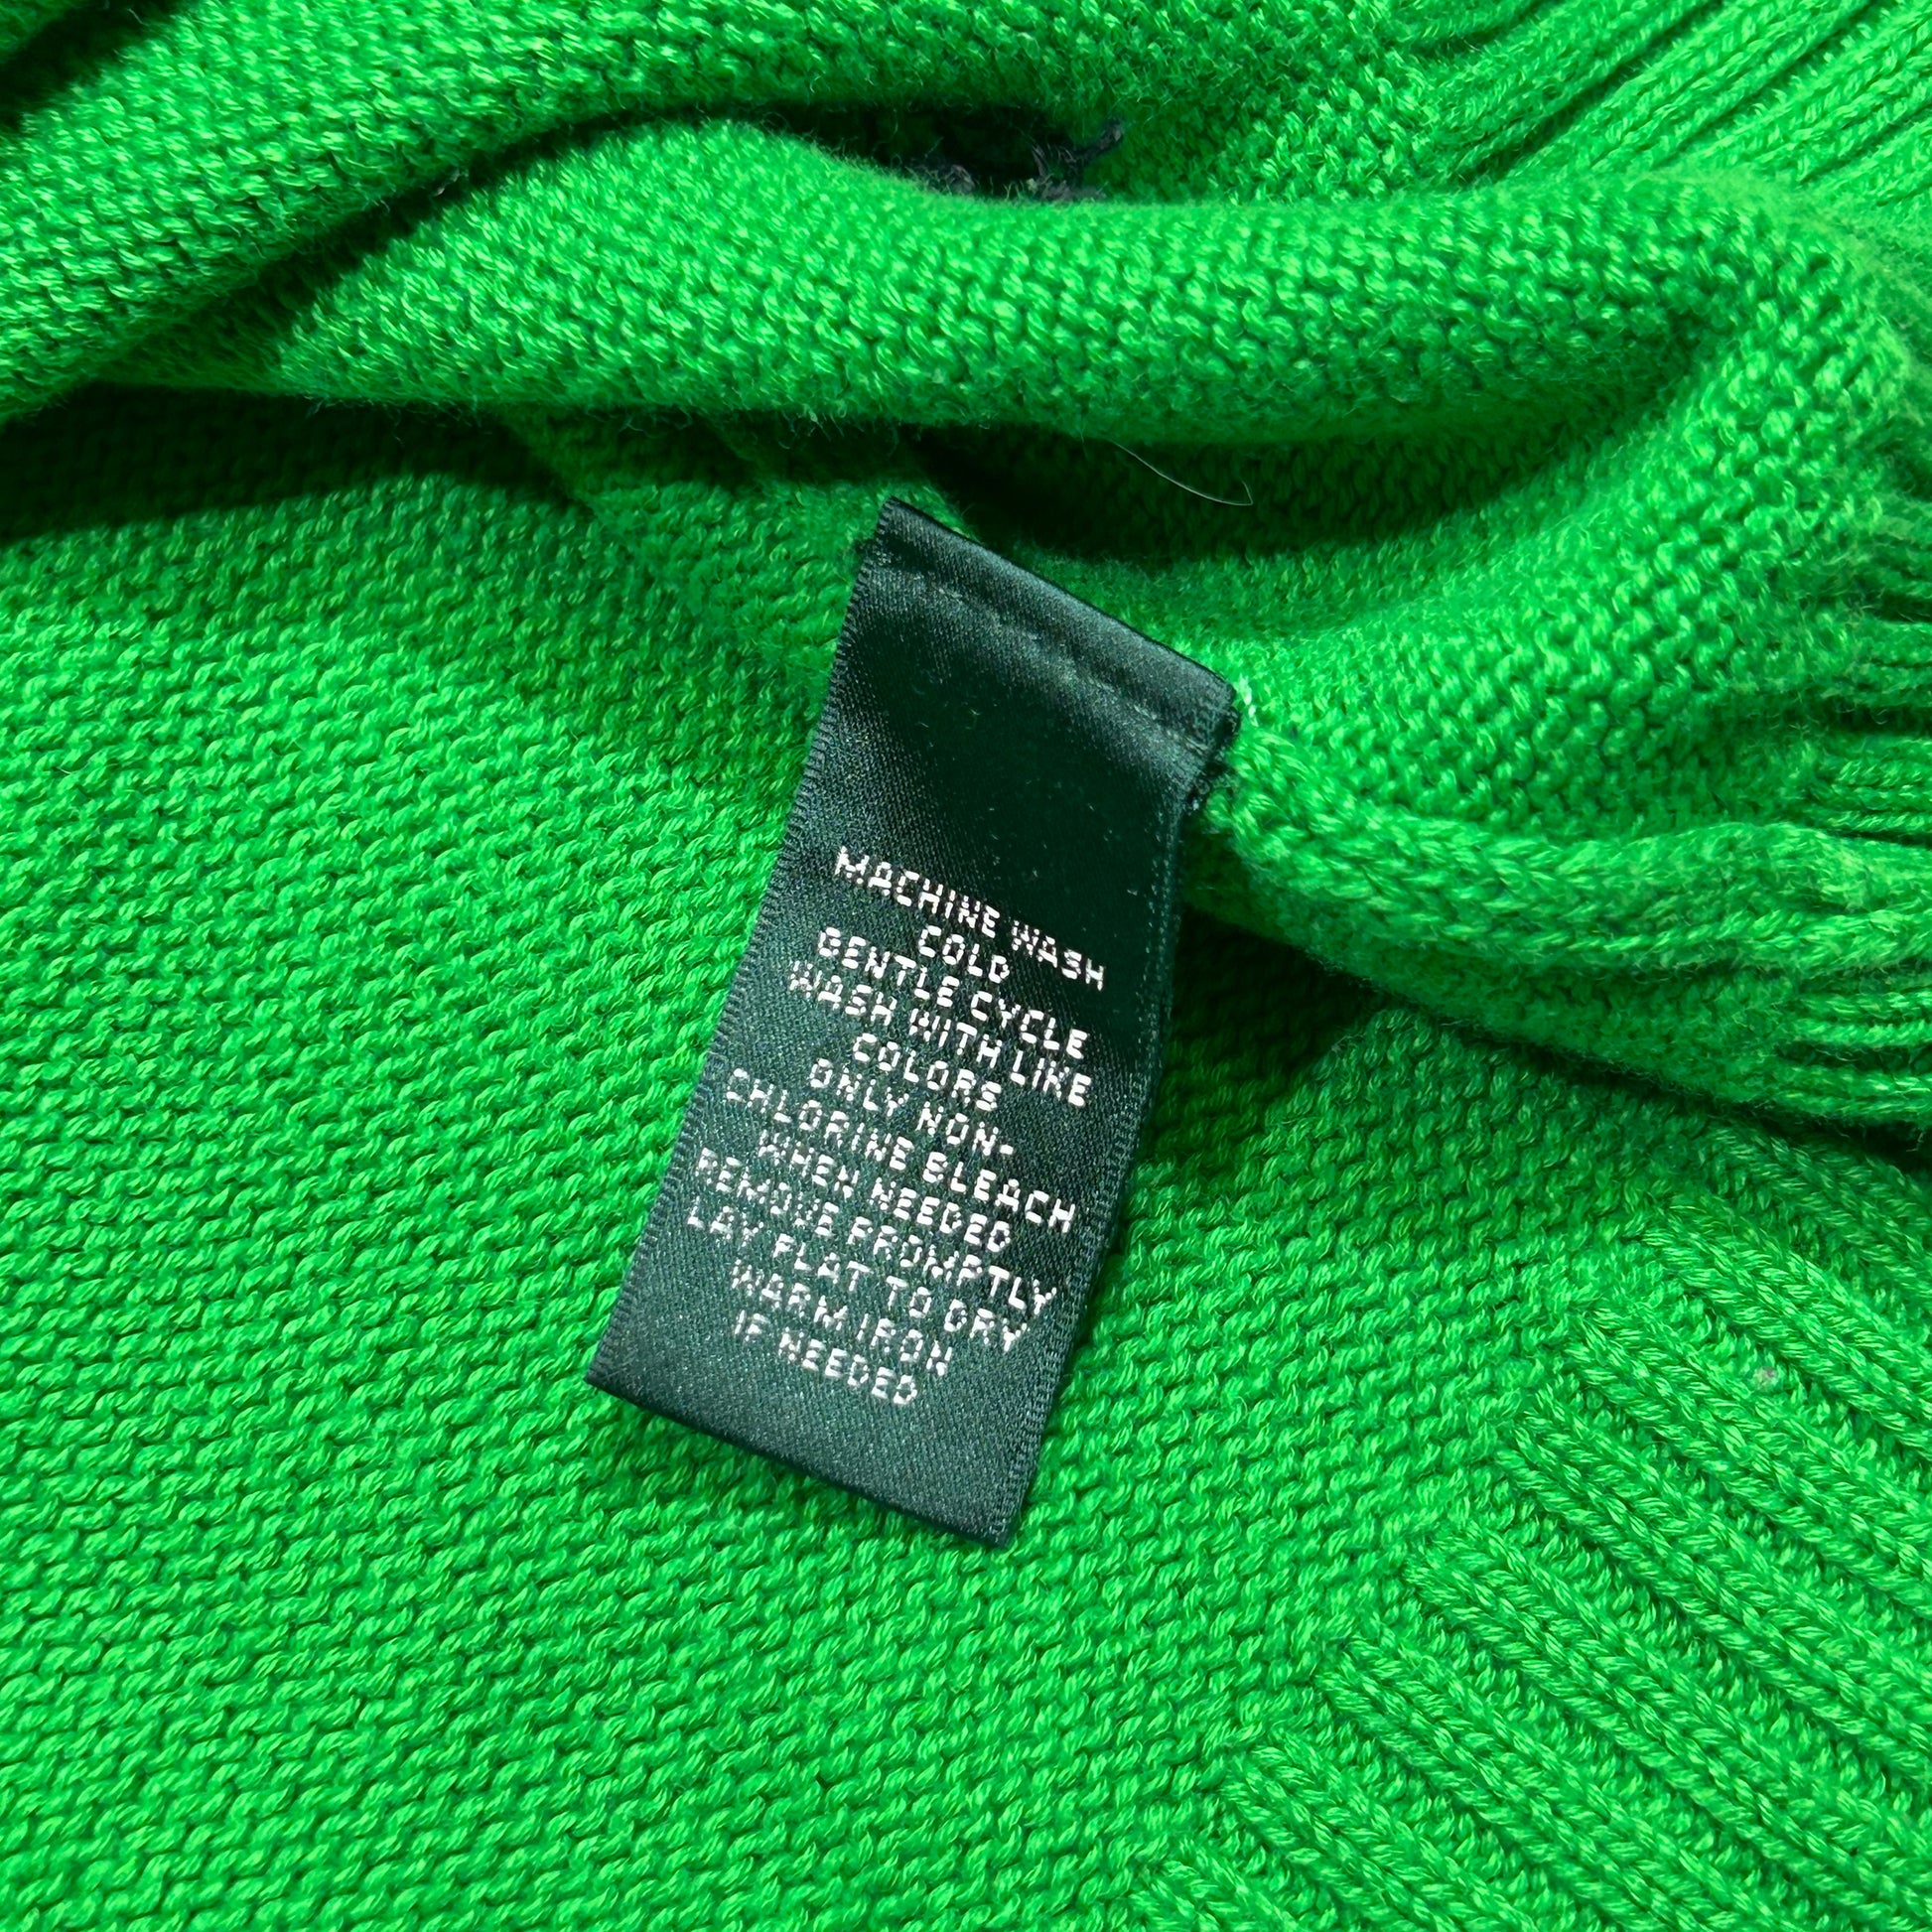 MACHINE WASH
COLD
GENTLE CYCLE
WASH WITH LIKE
COLORS
ONLY NON-
CHLORINE BLEACH
WHEN NEEDED
REMOVE PROMPTLY
LAY FLAT TO DRY
WARM IRON
IF NEEDED